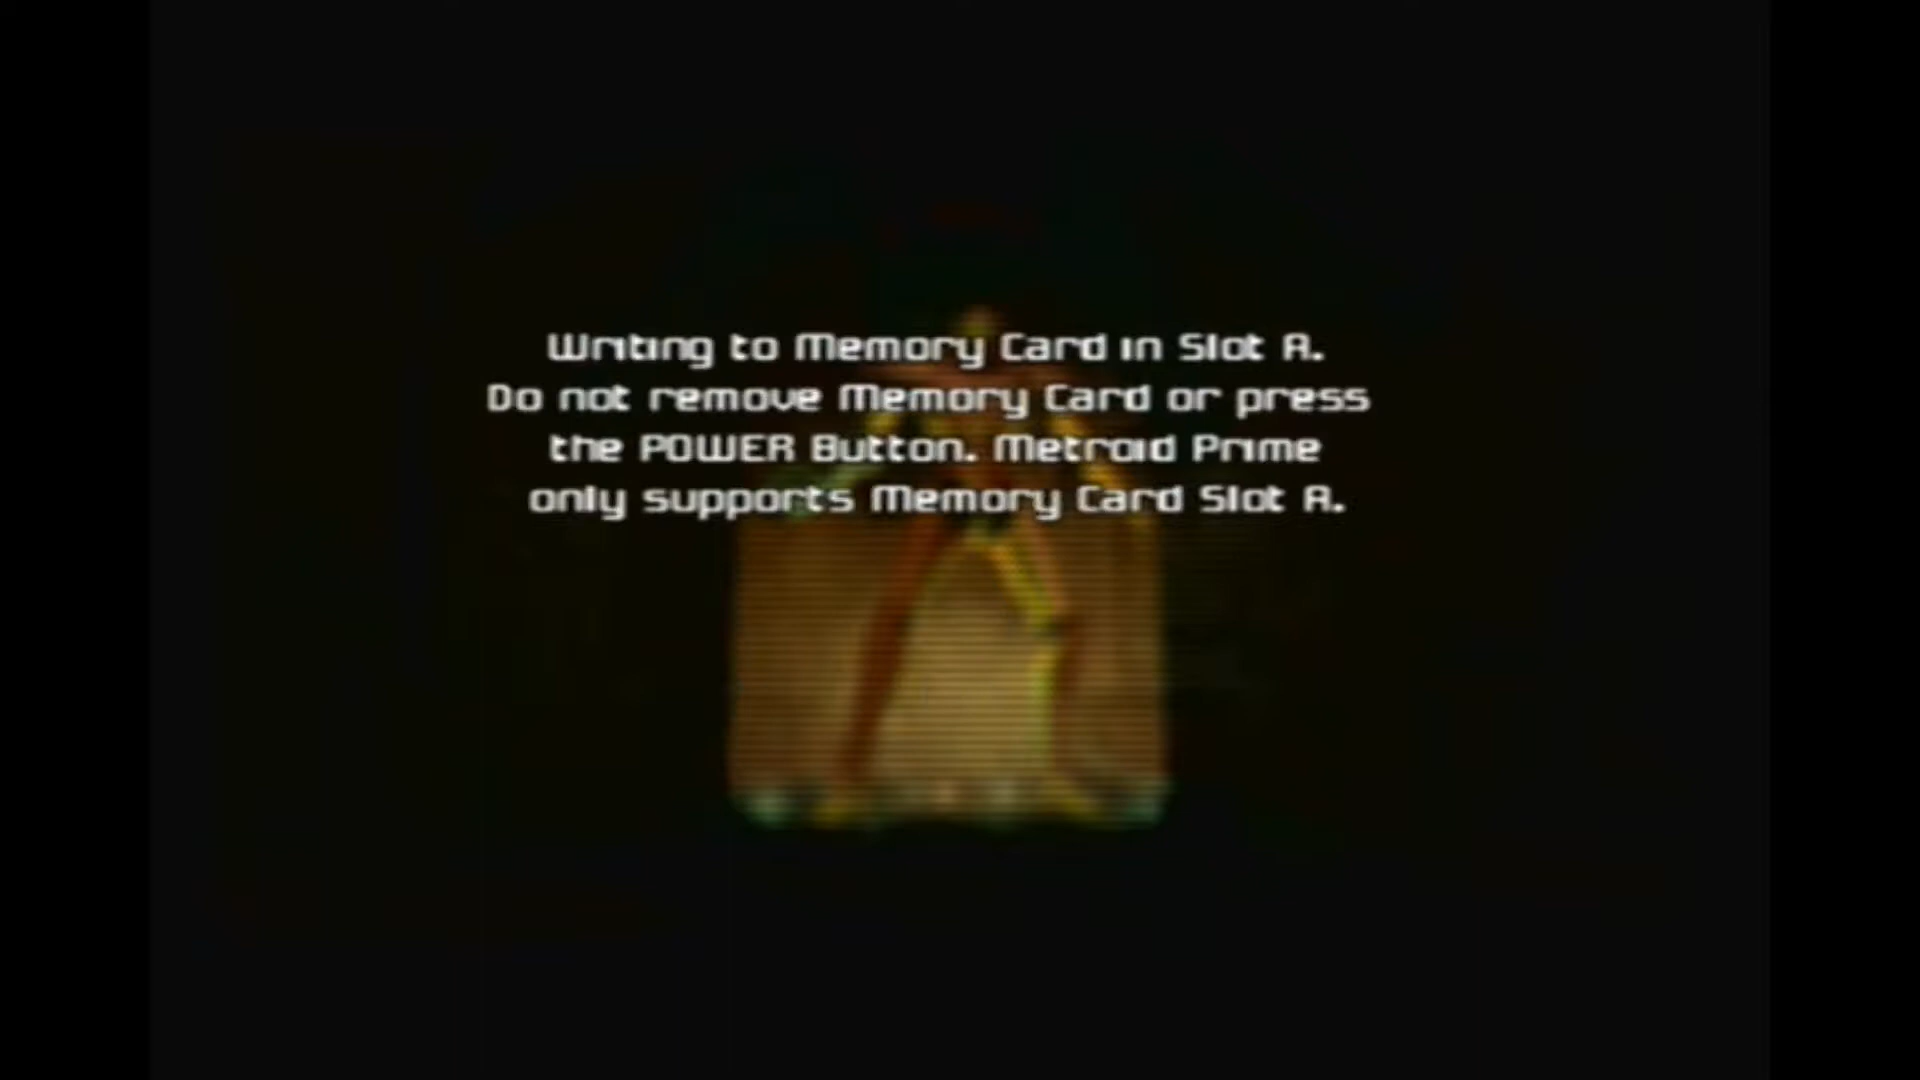 Writing to Memory Card in Slot A.
Do not remove Memory Card or press
the POWER Button. Metroid Prime
only supports Memory Card Slot A.